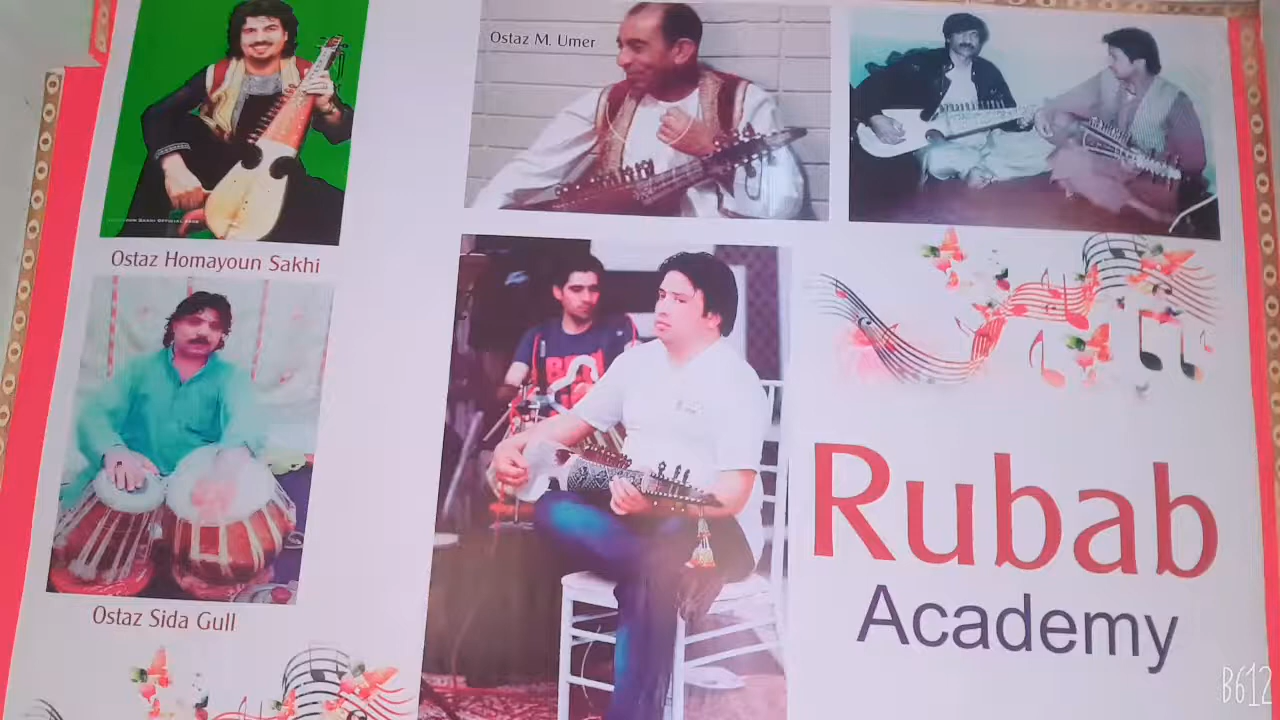 Ostaz M. Umer
Ostaz Homayoun Sakhi
Ostaz Sida Gull
Rubab
Academy
B612